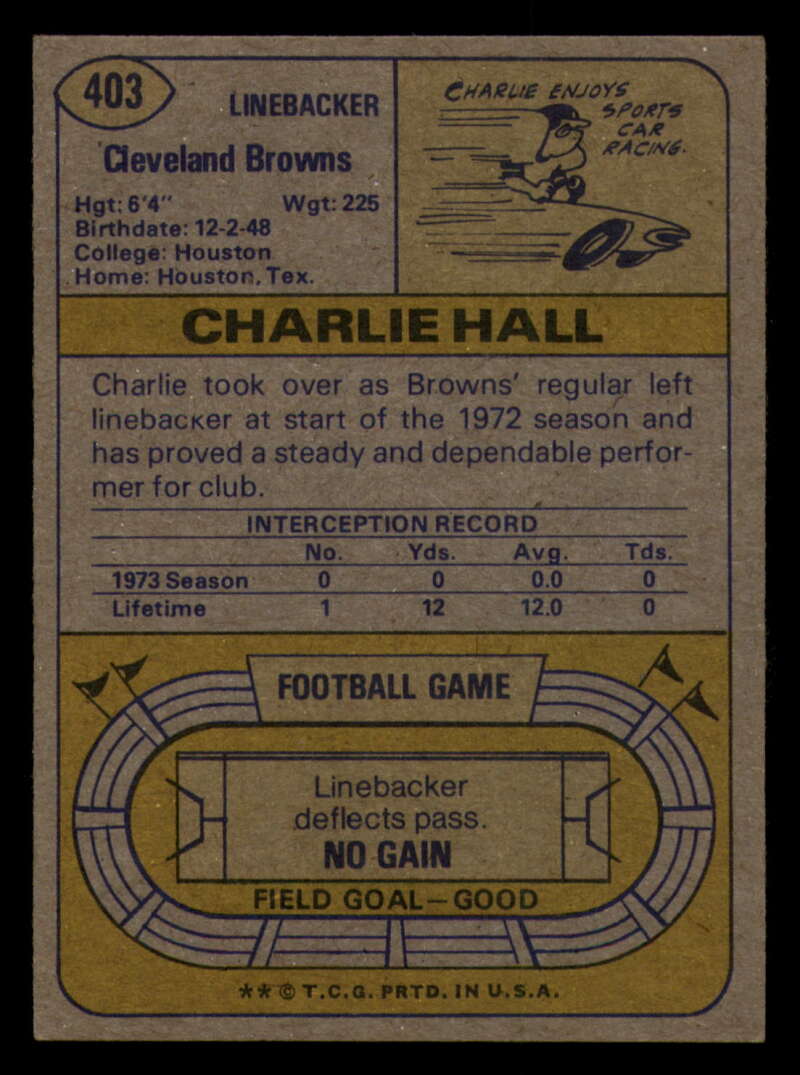 403
LINEBACKER
Cleveland Browns
Hgt: 6'4" Wgt: 225
Birthdate: 12-2-48
College: Houston
Home: Houston, Tex.
CHARLIE ENJOYS
SPORTS
CAR
RACING.
CHARLIE HALL
Charlie took over as Browns' regular left
linebacker at start of the 1972 season and
has proved a steady and dependable perfor-
mer for club.
INTERCEPTION RECORD
No. Yds. Avg. Tds.
1973 Season 0 0 0.0 0
Lifetime 1 12 12.0 0
FOOTBALL GAME
Linebacker
deflects pass.
NO GAIN
FIELD GOAL—GOOD
** © T.C.G. PRTD. IN U.S.A.